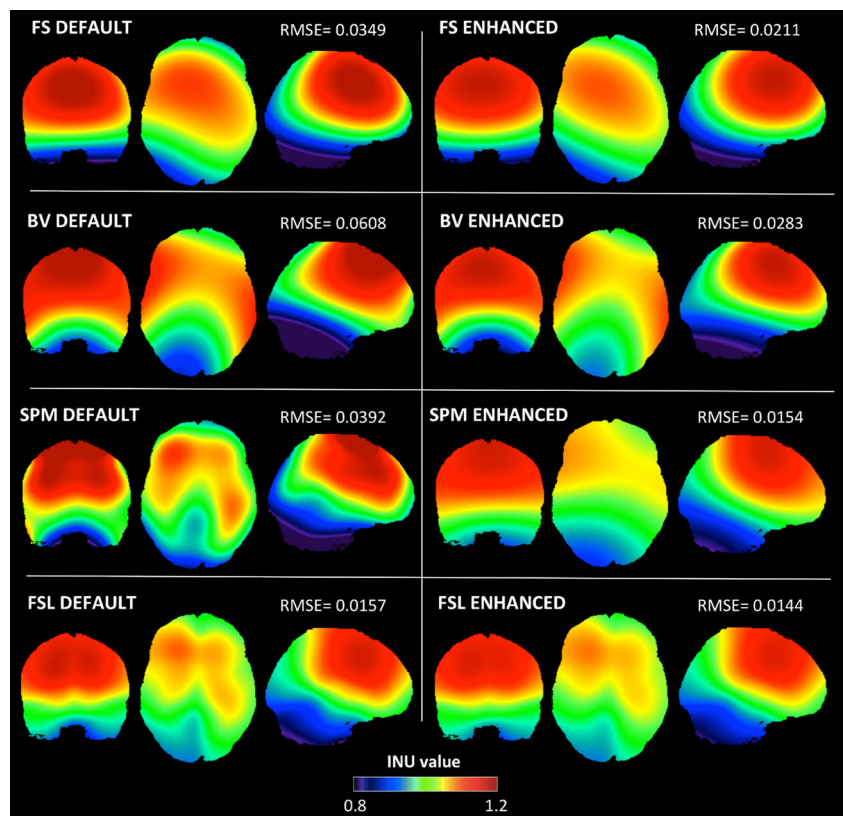 FS DEFAULT RMSE= 0.0349 FS ENHANCED RMSE= 0.0211
BV DEFAULT RMSE= 0.0608 BV ENHANCED RMSE= 0.0283
SPM DEFAULT RMSE= 0.0392 SPM ENHANCED RMSE= 0.0154
FSL DEFAULT RMSE= 0.0157 FSL ENHANCED RMSE= 0.0144
INU value
0.8 1.2